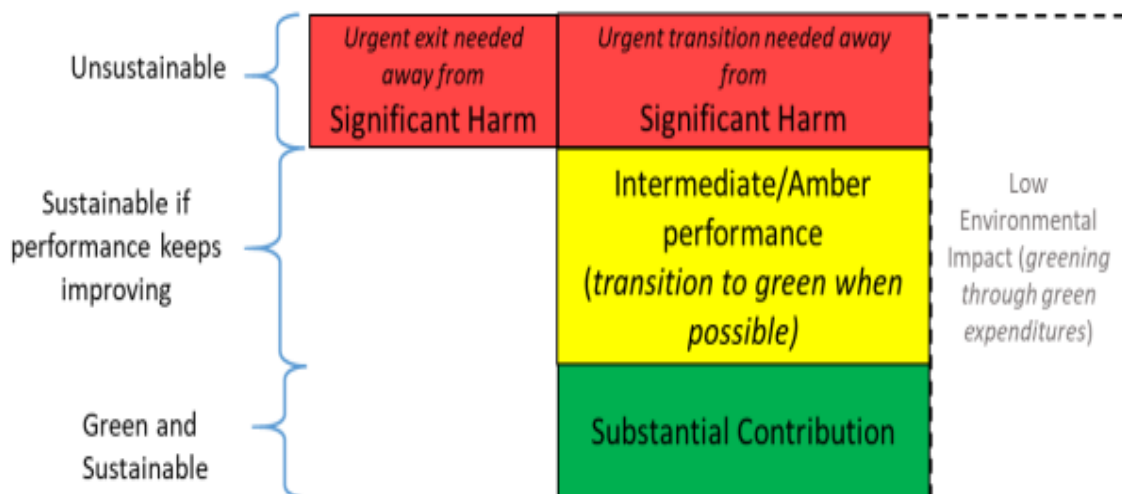 Unsustainable
Urgent exit needed
away from
Significant Harm
Urgent transition needed away
from
Significant Harm
Sustainable if
performance keeps
improving
Intermediate/Amber
performance
(transition to green when
possible)
Low
Environmental
Impact (greening
through green
expenditures)
Green and
Sustainable
Substantial Contribution